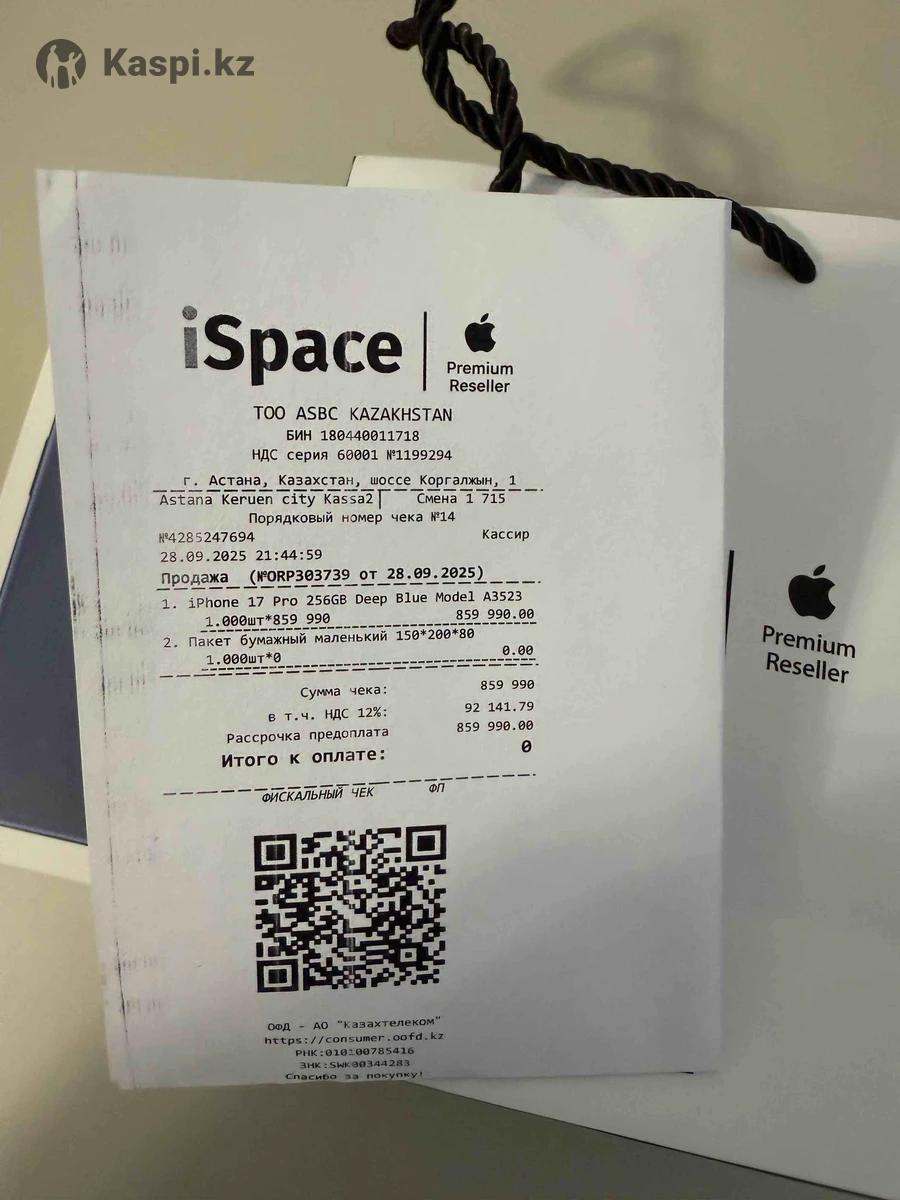 Kaspi.kz
iSpace
Premium
Reseller
ТОО ASBC KAZAKHSTAN
БИН 180440011718
НДС серия 60001 №1199294
г. Астана, Казахстан, шоссе Коргалжын, 1
Astana Keruen city Kassa2 Смена 1 715
Порядковый номер чека №14
№4285247694 Кассир
28.09.2025 21:44:59
Продажа (№ORP303739 от 28.09.2025)
1. iPhone 17 Pro 256GB Deep Blue Model A3523
1.000шт*859 990 859 990.00
2. Пакет бумажный маленький 150*200*80
1.000шт*0 0.00
Сумма чека: 859 990
в т.ч. НДС 12%: 92 141.79
Рассрочка предоплата 859 990.00
Итого к оплате: 0
ФИСКАЛЬНЫЙ ЧЕК ФП
ОФД - АО "Казахтелеком"
https://consumer.oofd.kz
РНК:010100785416
ЗНК:SWK00344283
Спасибо за покупку!
Premium
Reseller